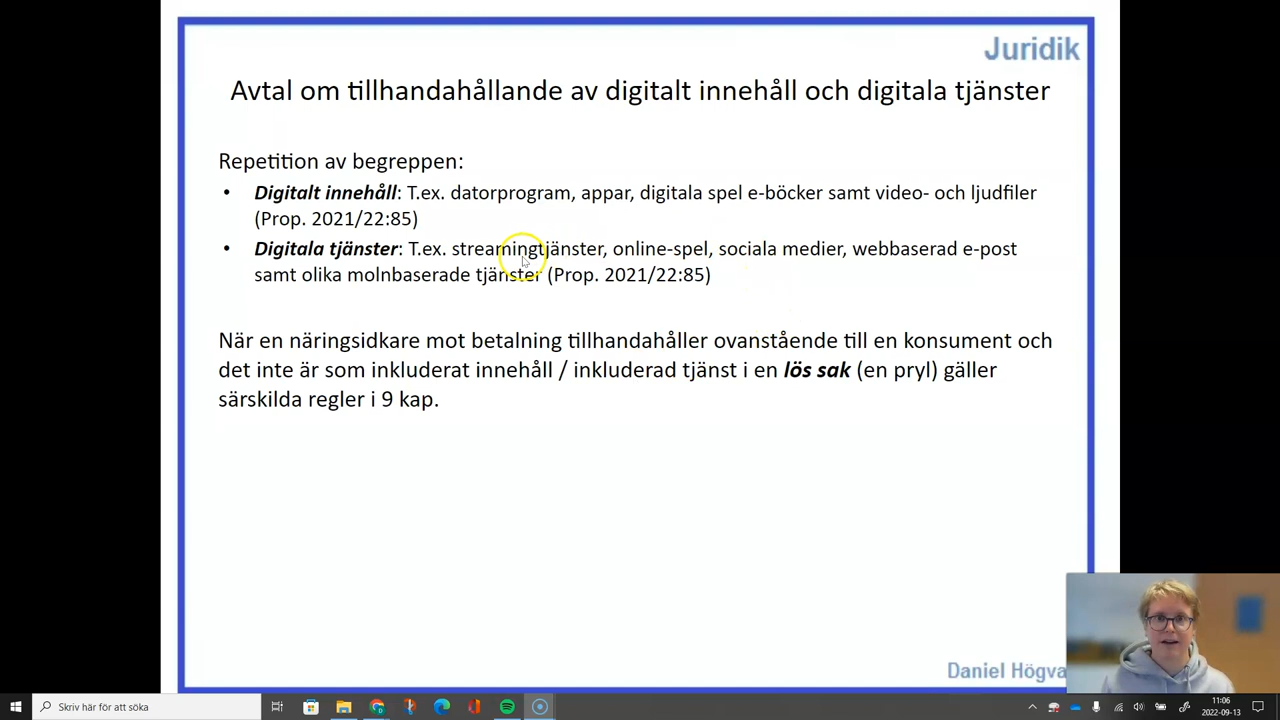 Juridik
Avtal om tillhandahållande av digitalt innehåll och digitala tjänster
Repetition av begreppen:
• Digitalt innehåll: T.ex. datorprogram, appar, digitala spel e-böcker samt video- och ljudfiler
(Prop. 2021/22:85)
• Digitala tjänster: T.ex. streamingtjänster, online-spel, sociala medier, webbaserad e-post
samt olika molnbaserade tjänster (Prop. 2021/22:85)
När en näringsidkare mot betalning tillhandahåller ovanstående till en konsument och
det inte är som inkluderat innehåll / inkluderad tjänst i en lös sak (en pryl) gäller
särskilda regler i 9 kap.
Daniel Högva
Skriv här för att söka
11:06
2022-09-13